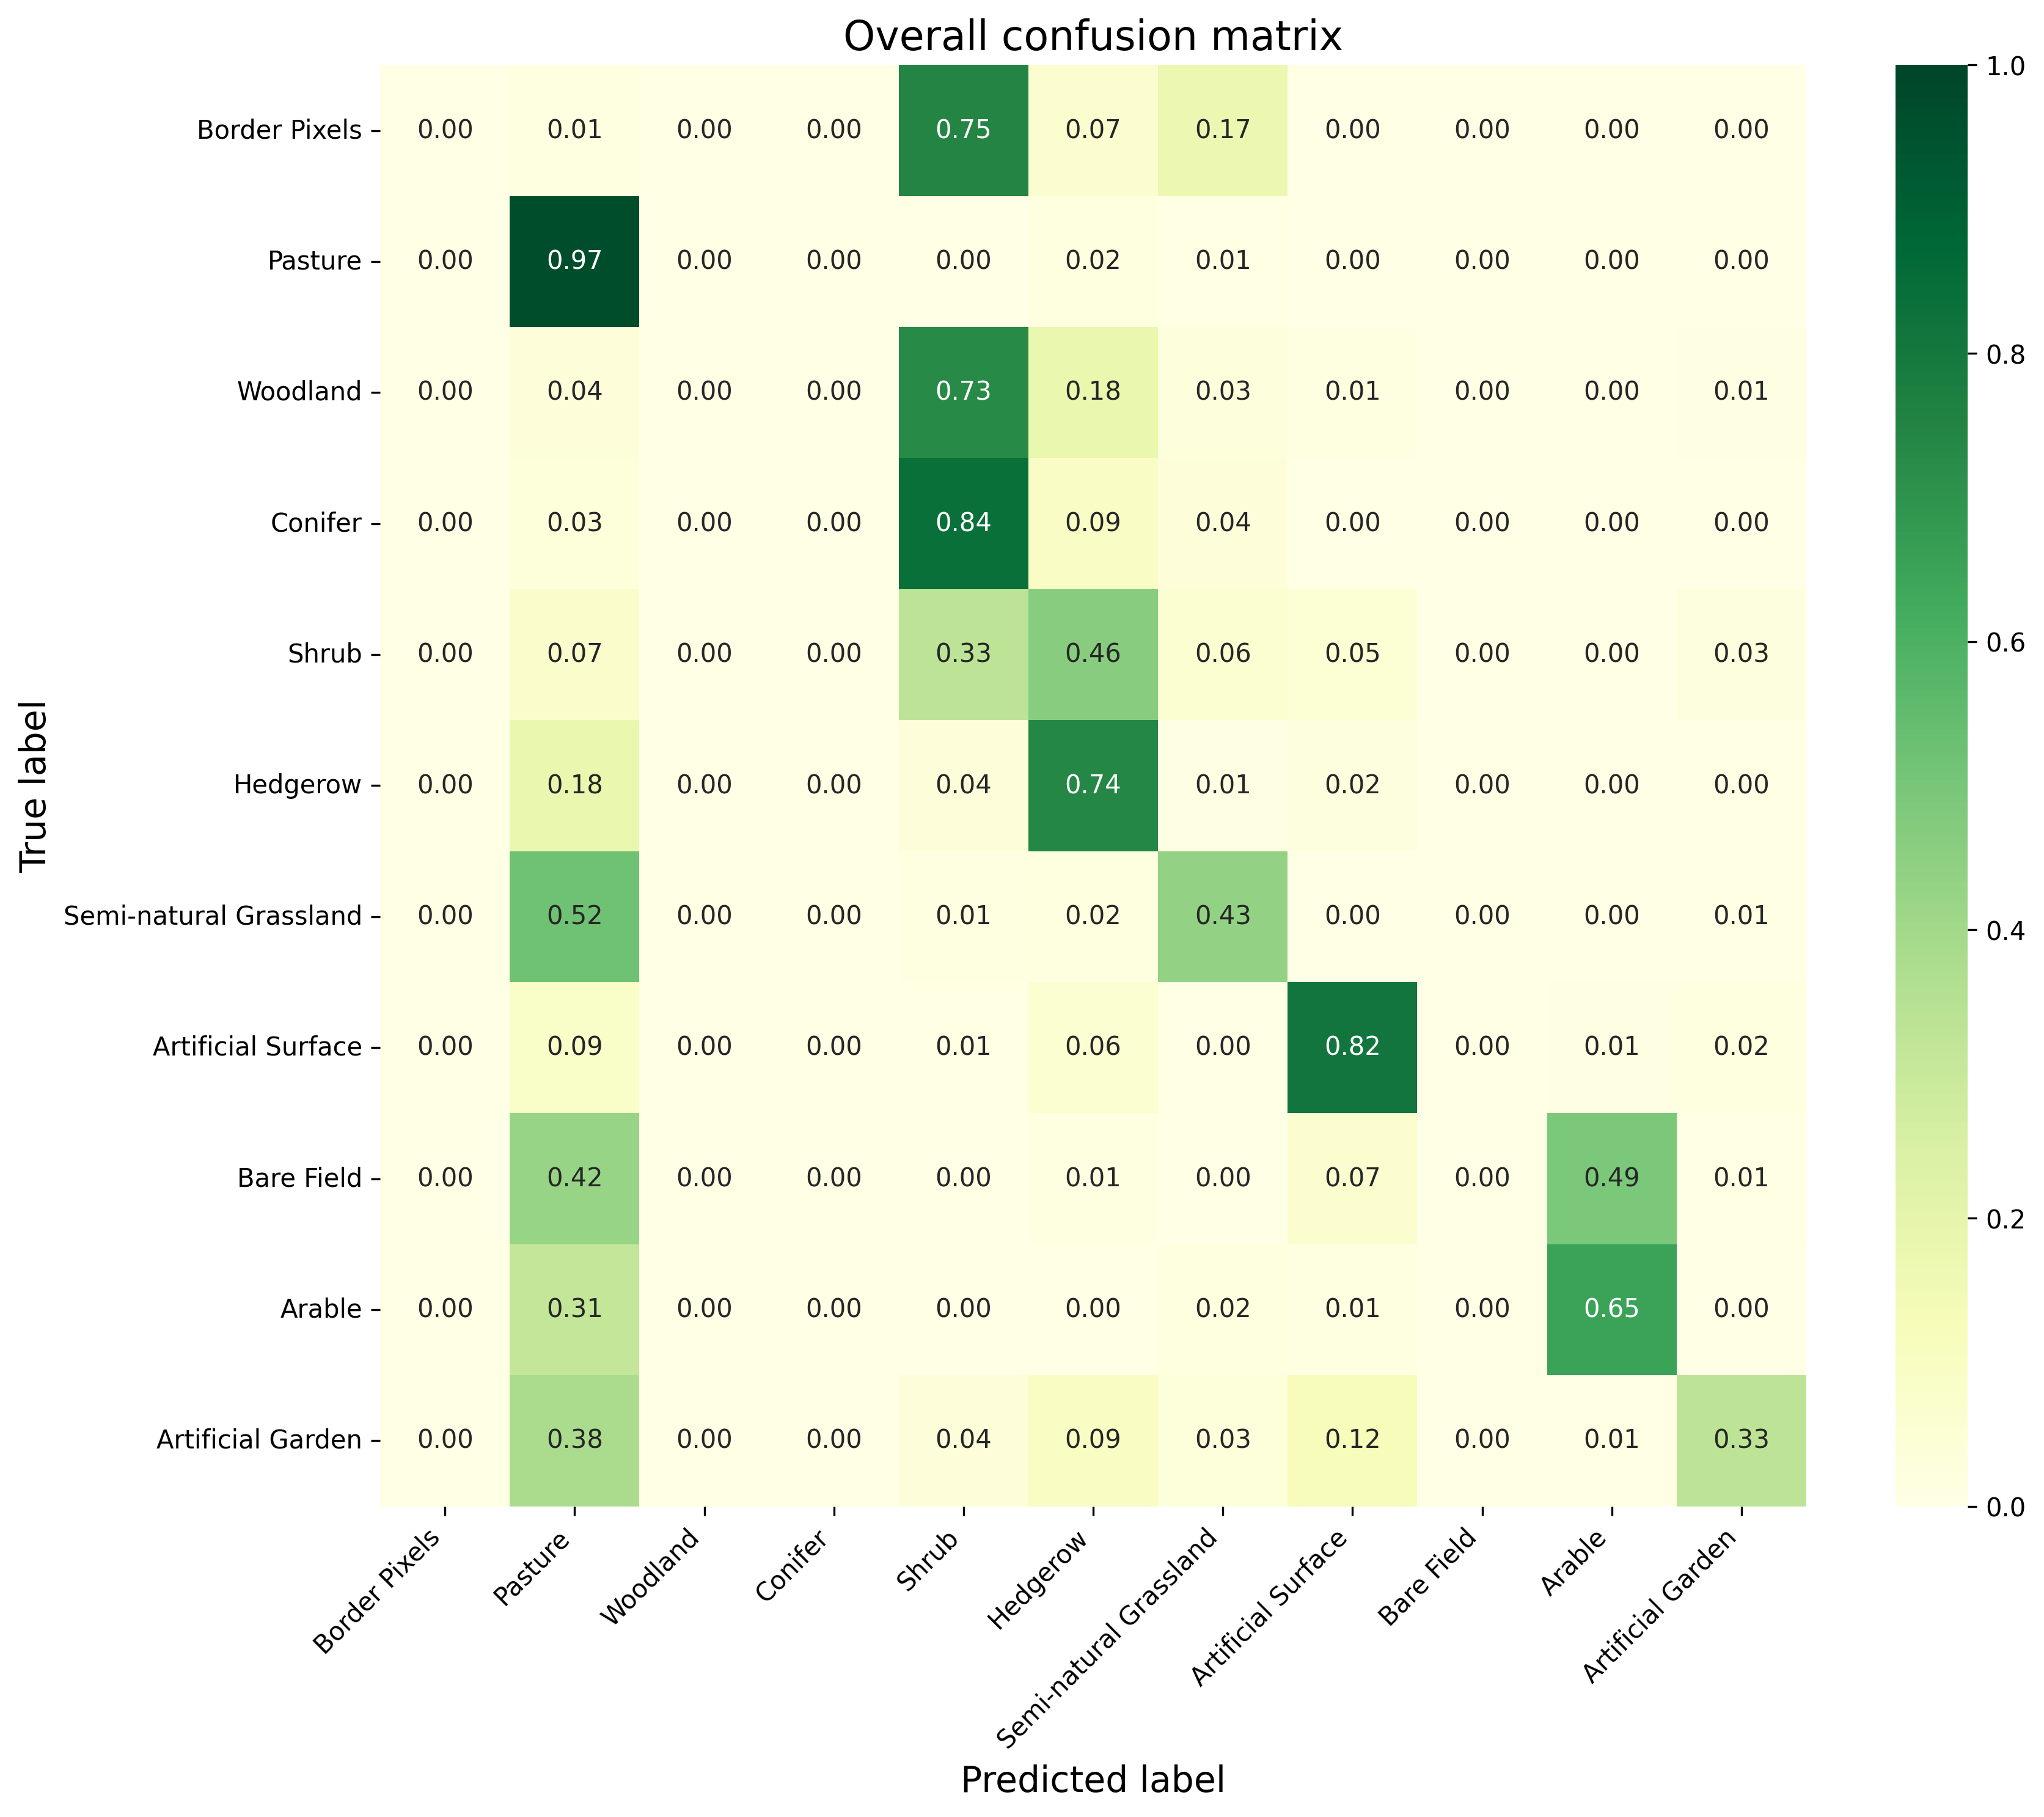 Overall confusion matrix
Border Pixels 0.00 0.01 0.00 0.00 0.75 0.07 0.17 0.00 0.00 0.00 0.00
Pasture 0.00 0.97 0.00 0.00 0.00 0.02 0.01 0.00 0.00 0.00 0.00
Woodland 0.00 0.04 0.00 0.00 0.73 0.18 0.03 0.01 0.00 0.00 0.01
Conifer 0.00 0.03 0.00 0.00 0.84 0.09 0.04 0.00 0.00 0.00 0.00
Shrub 0.00 0.07 0.00 0.00 0.33 0.46 0.06 0.05 0.00 0.00 0.03
Hedgerow 0.00 0.18 0.00 0.00 0.04 0.74 0.01 0.02 0.00 0.00 0.00
Semi-natural Grassland 0.00 0.52 0.00 0.00 0.01 0.02 0.43 0.00 0.00 0.00 0.01
Artificial Surface 0.00 0.09 0.00 0.00 0.01 0.06 0.00 0.82 0.00 0.01 0.02
Bare Field 0.00 0.42 0.00 0.00 0.00 0.01 0.00 0.07 0.00 0.49 0.01
Arable 0.00 0.31 0.00 0.00 0.00 0.00 0.02 0.01 0.00 0.65 0.00
Artificial Garden 0.00 0.38 0.00 0.00 0.04 0.09 0.03 0.12 0.00 0.01 0.33
True label
Border Pixels
Pasture
Woodland
Conifer
Shrub
Hedgerow
Semi-natural Grassland
Artificial Surface
Bare Field
Arable
Artificial Garden
Predicted label
1.0
0.8
0.6
0.4
0.2
0.0